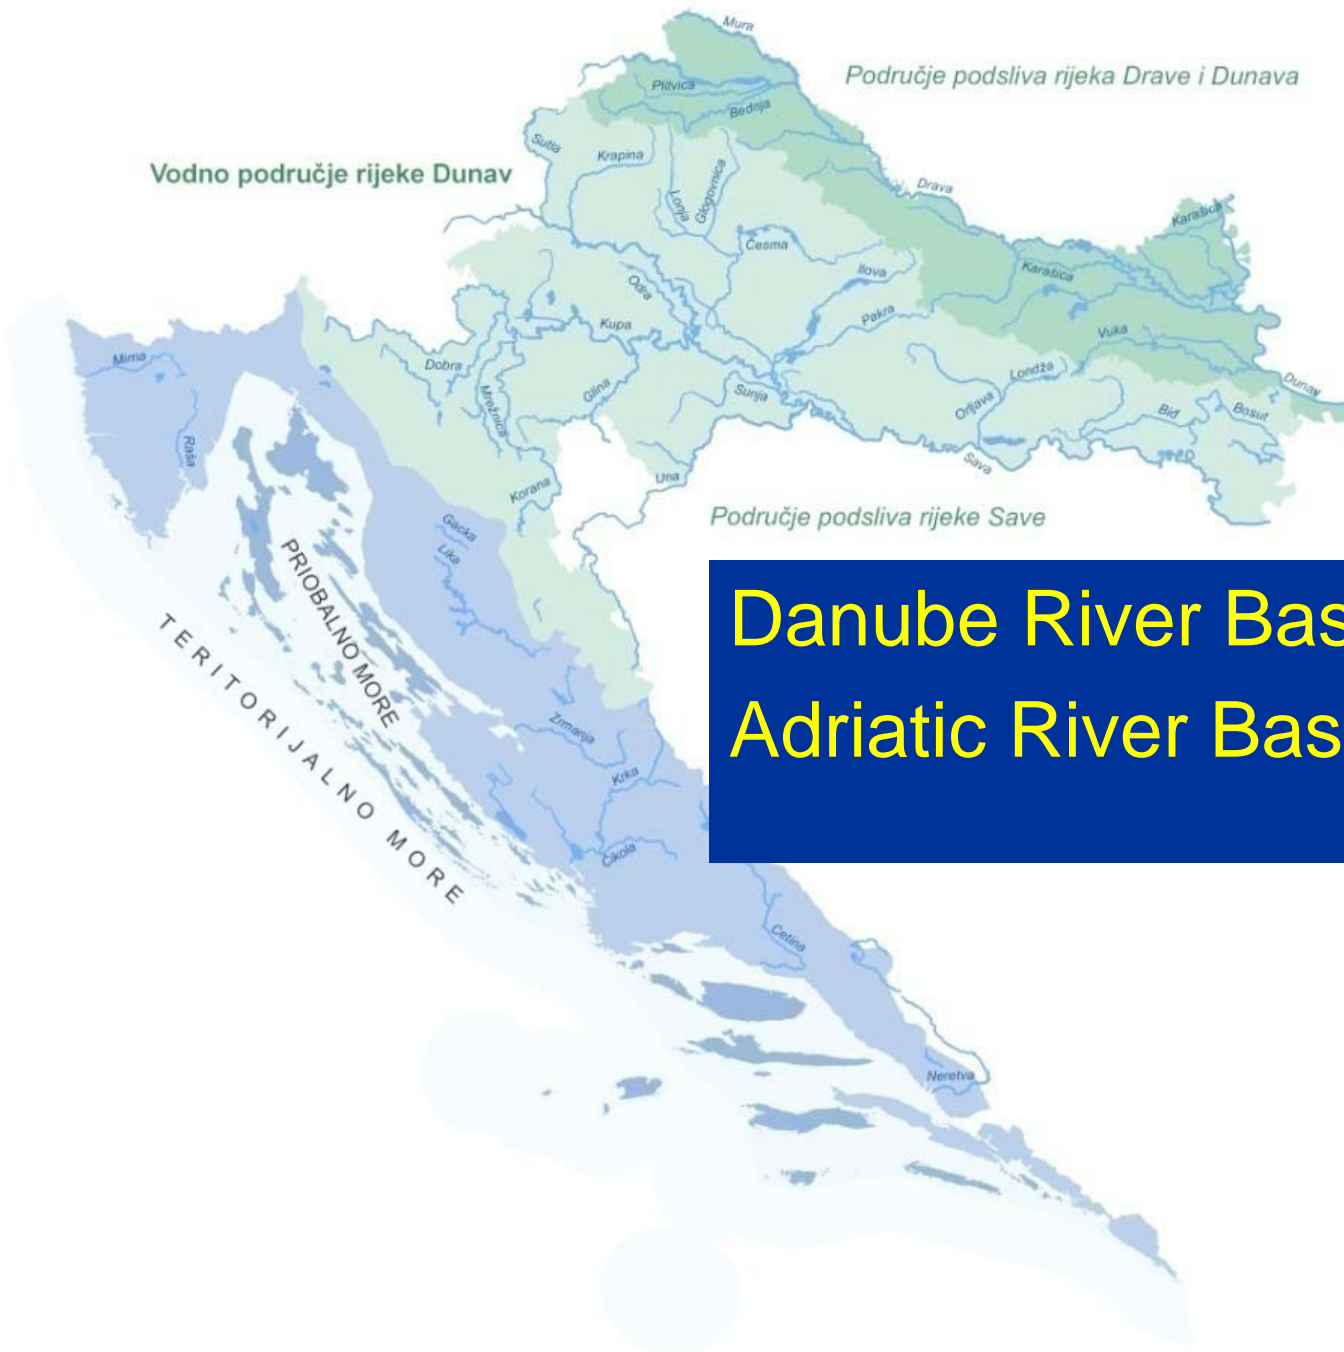 Mura
Područje podsliva rijeka Drave i Dunava
Plitvica
Bednja
Sutla
Krapina
Vodno područje rijeke Dunav
Lonja
Glogovnica
Drava
Karašica
Česma
Ilova
Karašica
Odra
Pakra
Kupa
Vuka
Mirna
Dobra
Londža
Dunav
Mrežnica
Glina
Sunja
Orljava
Biđ
Bosut
Raša
Sava
Una
Korana
Područje podsliva rijeke Save
Gacka
Lika
PRIOBALNO MORE
TERITORIJALNO MORE
Danube River Bas
Adriatic River Bas
Zrmanja
Krka
Čikola
Cetina
Neretva